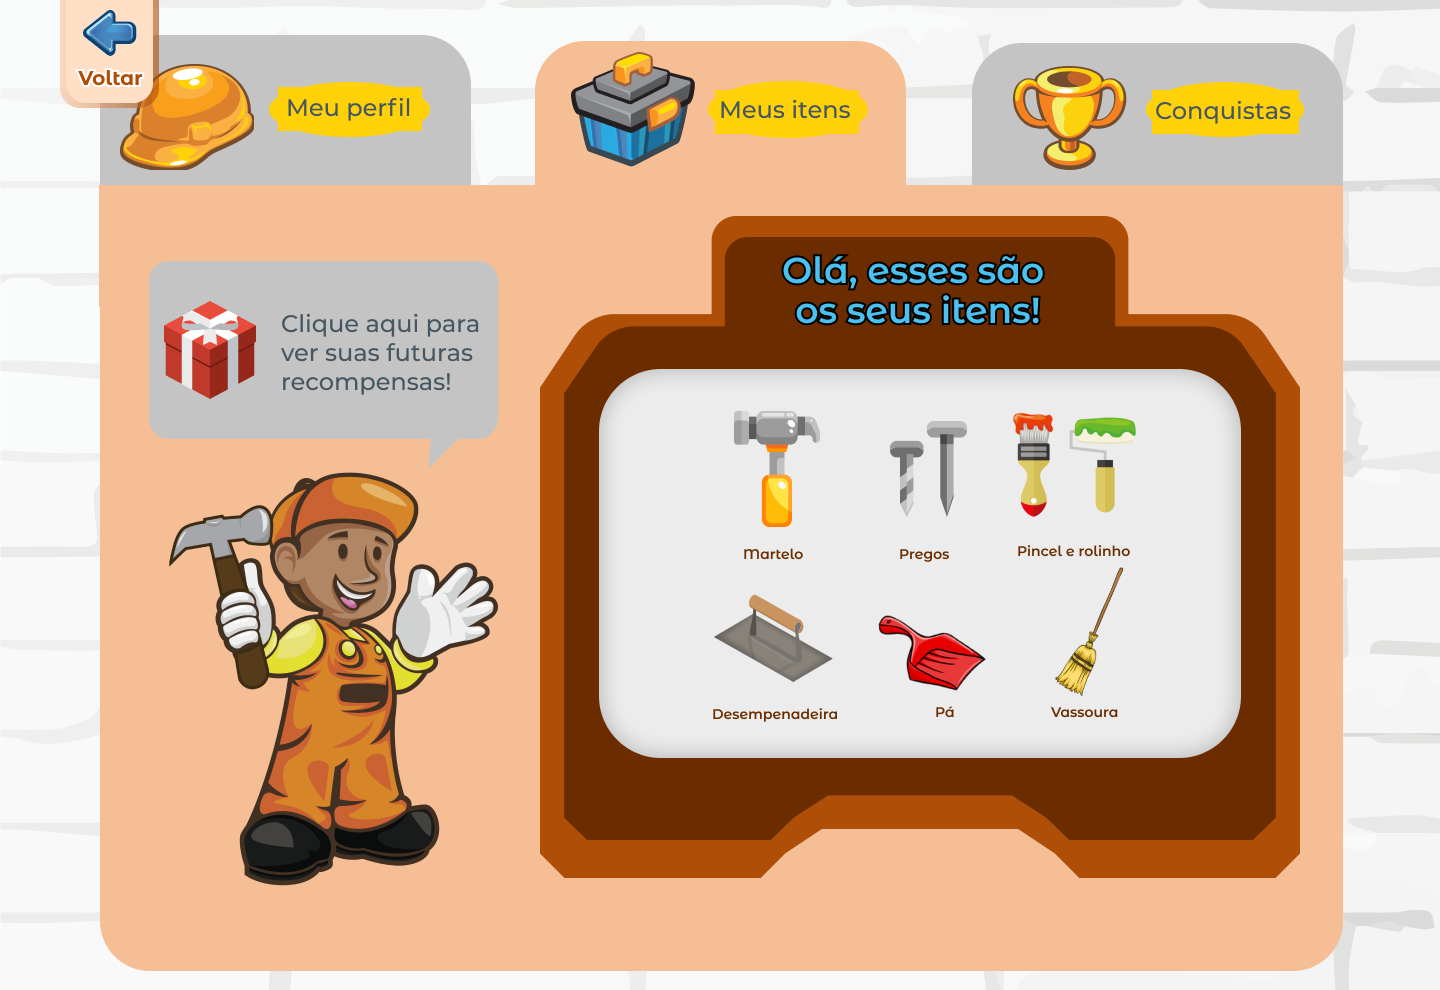 Voltar
Meu perfil
Meus itens
Conquistas
Olá, esses são
os seus itens!
Clique aqui para
ver suas futuras
recompensas!
Martelo
Pregos
Pincel e rolinho
Desempenadeira
Pá
Vassoura